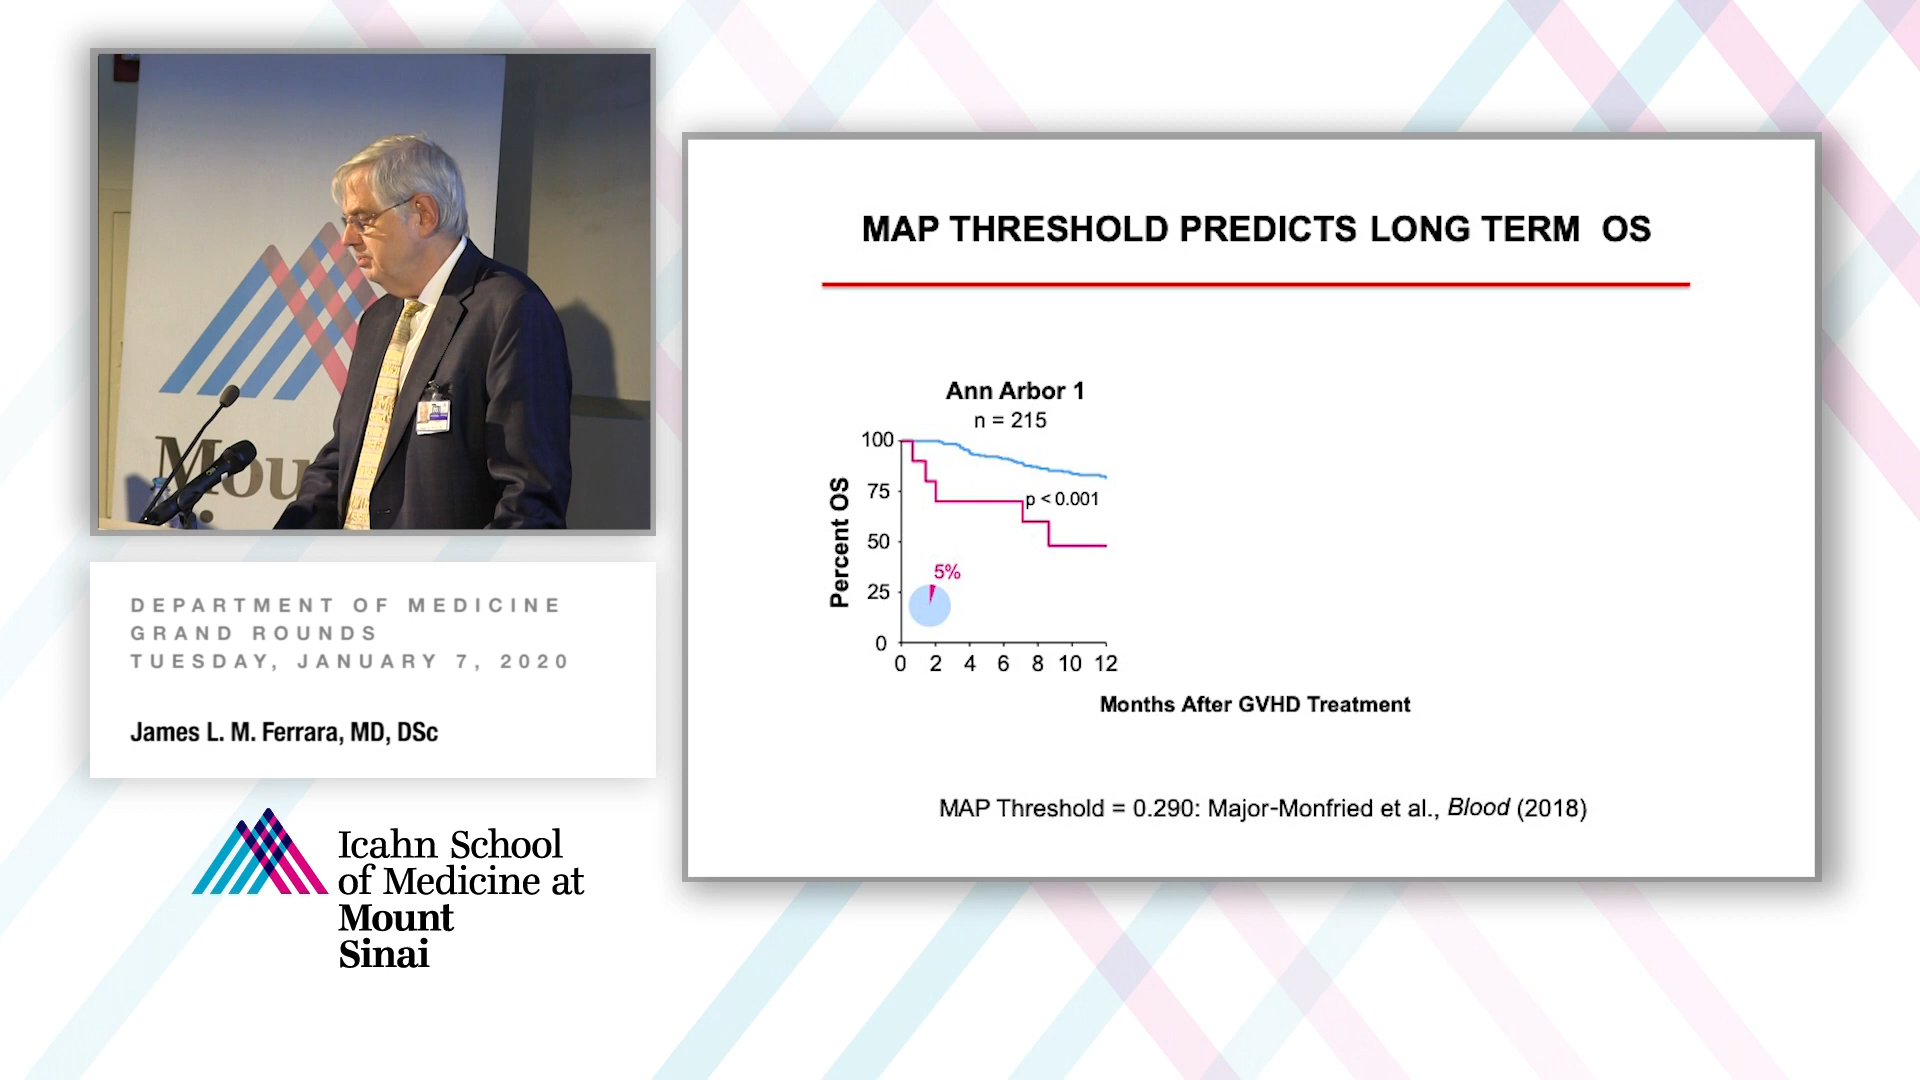 Mou
DEPARTMENT OF MEDICINE
GRAND ROUNDS
TUESDAY, JANUARY 7, 2020
James L. M. Ferrara, MD, DSc
Icahn School
of Medicine at
Mount
Sinai
MAP THRESHOLD PREDICTS LONG TERM OS
Ann Arbor 1
n = 215
Percent OS
100
75
50
25
0
p < 0.001
5%
0 2 4 6 8 10 12
Months After GVHD Treatment
MAP Threshold = 0.290: Major-Monfried et al., Blood (2018)